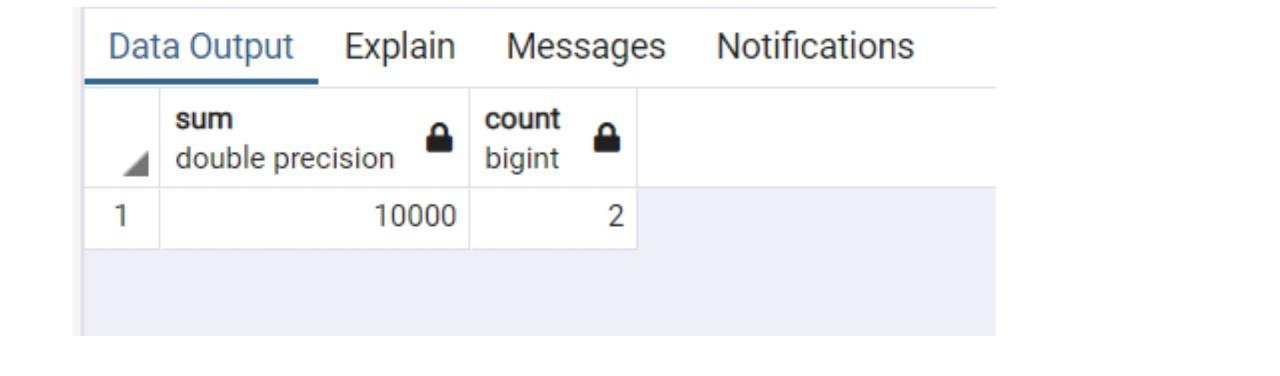 Data Output Explain Messages Notifications
sum count
double precision bigint
1 10000 2